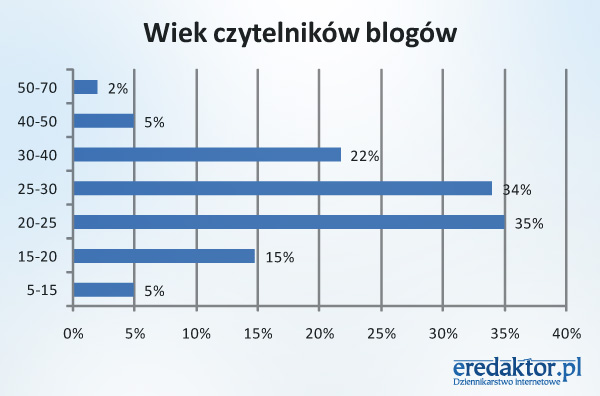 Wiek czytelników blogów
50-70 2%
40-50 5%
30-40 22%
25-30 34%
20-25 35%
15-20 15%
5-15 5%
0% 5% 10% 15% 20% 25% 30% 35% 40%
eredaktor.pl
Dziennikarstwo internetowe